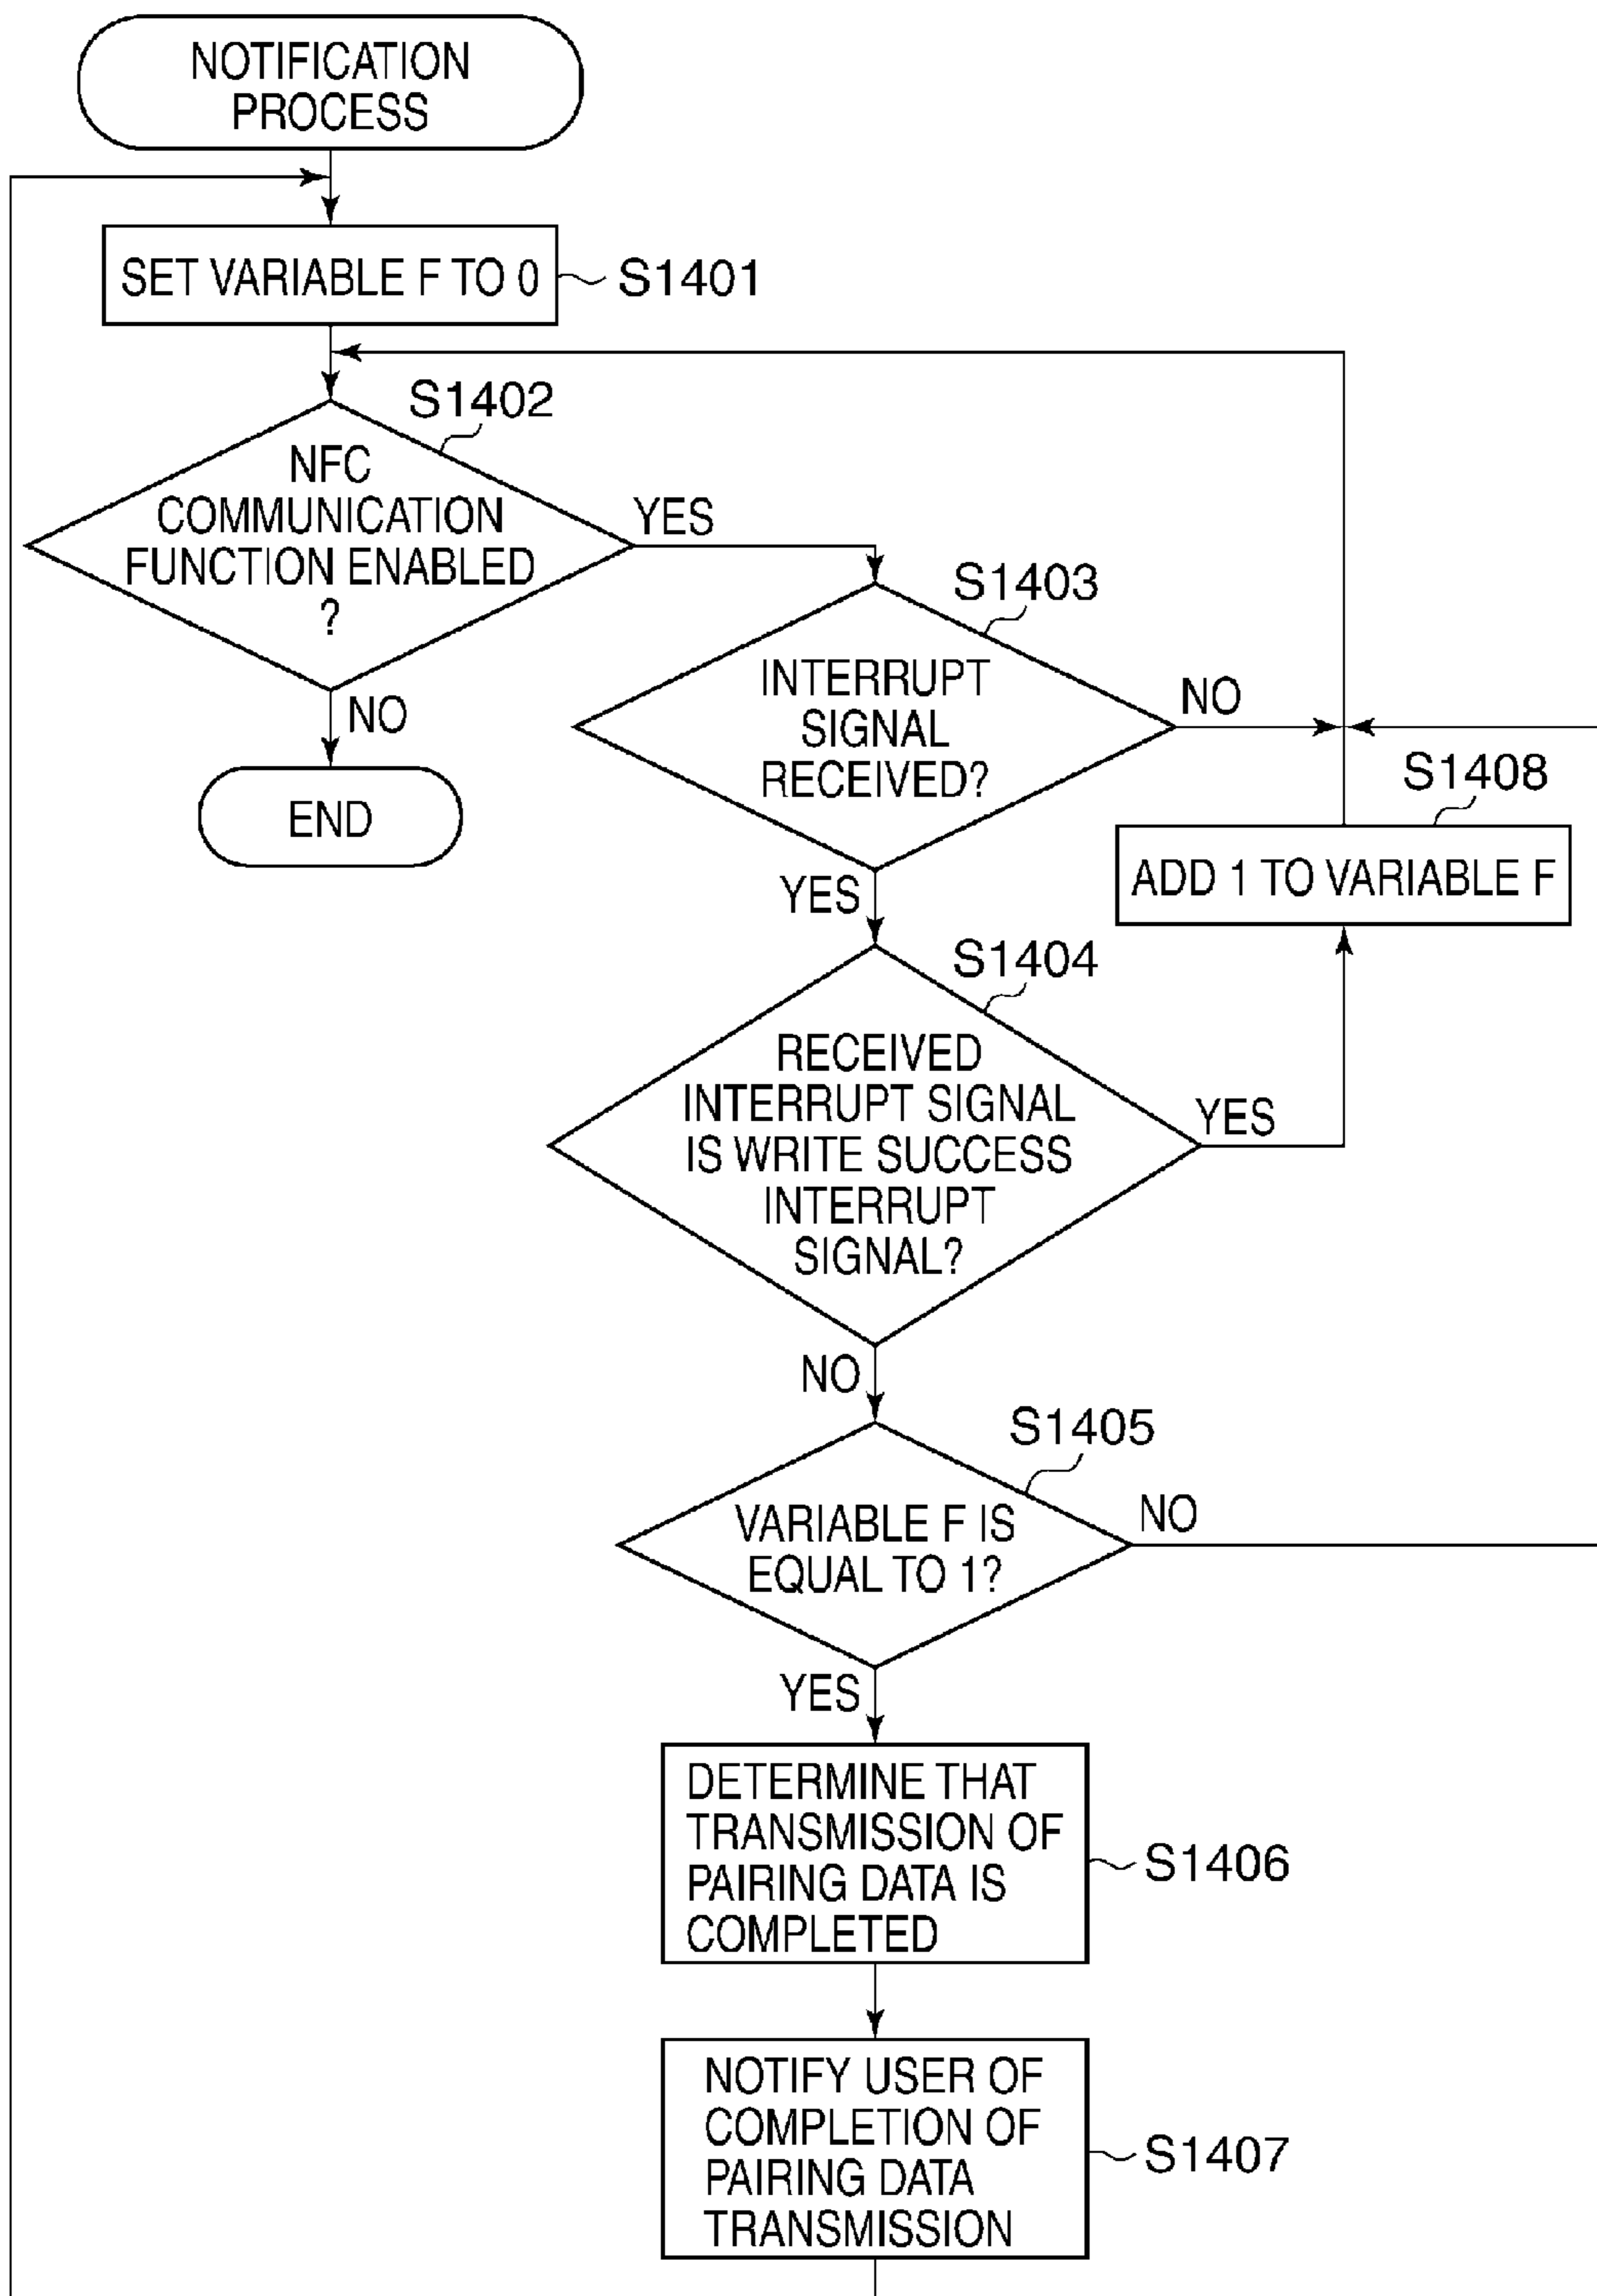 NOTIFICATION
PROCESS
SET VARIABLE F TO 0
S1401
S1402
NFC
COMMUNICATION
FUNCTION ENABLED
?
YES
NO
END
S1403
INTERRUPT
SIGNAL
RECEIVED?
NO
YES
S1408
ADD 1 TO VARIABLE F
S1404
RECEIVED
INTERRUPT SIGNAL
IS WRITE SUCCESS
INTERRUPT
SIGNAL?
YES
NO
S1405
VARIABLE F IS
EQUAL TO 1?
NO
YES
DETERMINE THAT
TRANSMISSION OF
PAIRING DATA IS
COMPLETED
S1406
NOTIFY USER OF
COMPLETION OF
PAIRING DATA
TRANSMISSION
S1407